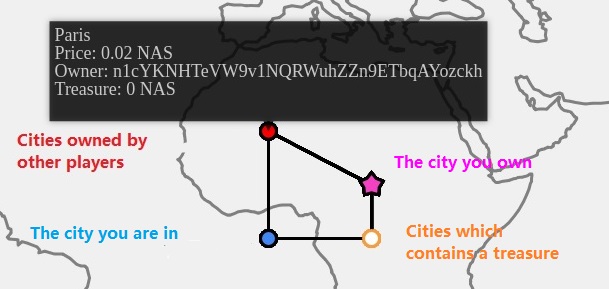 Paris
Price: 0.02 NAS
Owner: n1cYKNHTeVW9v1NQRWuhZZn9ETbqAYozckh
Treasure: 0 NAS
Cities owned by
other players
The city you own
The city you are in
Cities which
contains a treasure